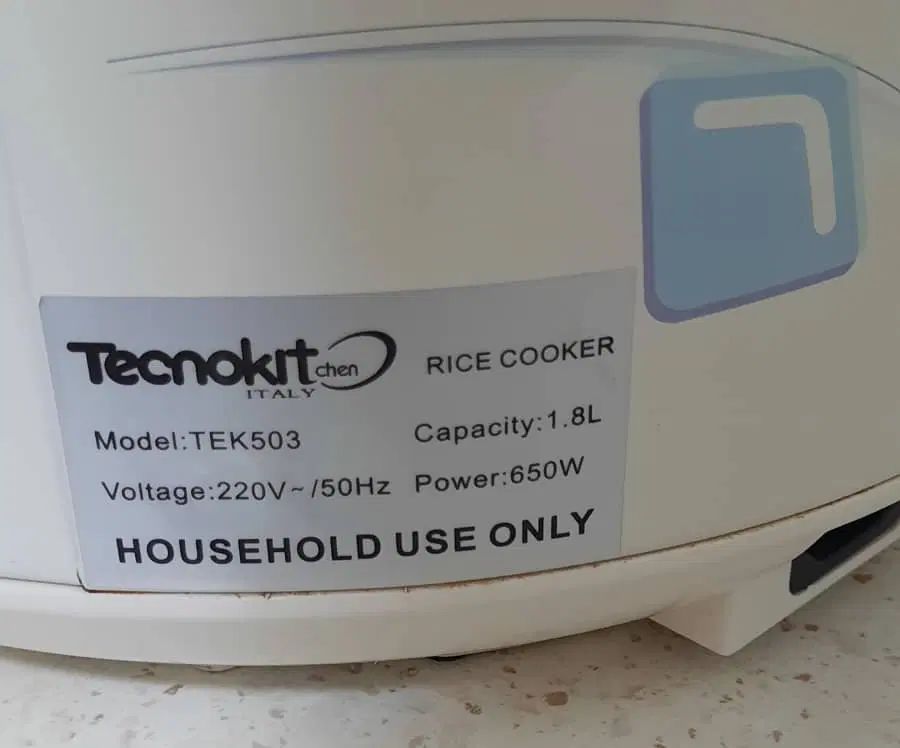 Tecnokitchen
ITALY
RICE COOKER
Model:TEK503
Capacity:1.8L
Voltage:220V~/50Hz
Power:650W
HOUSEHOLD USE ONLY